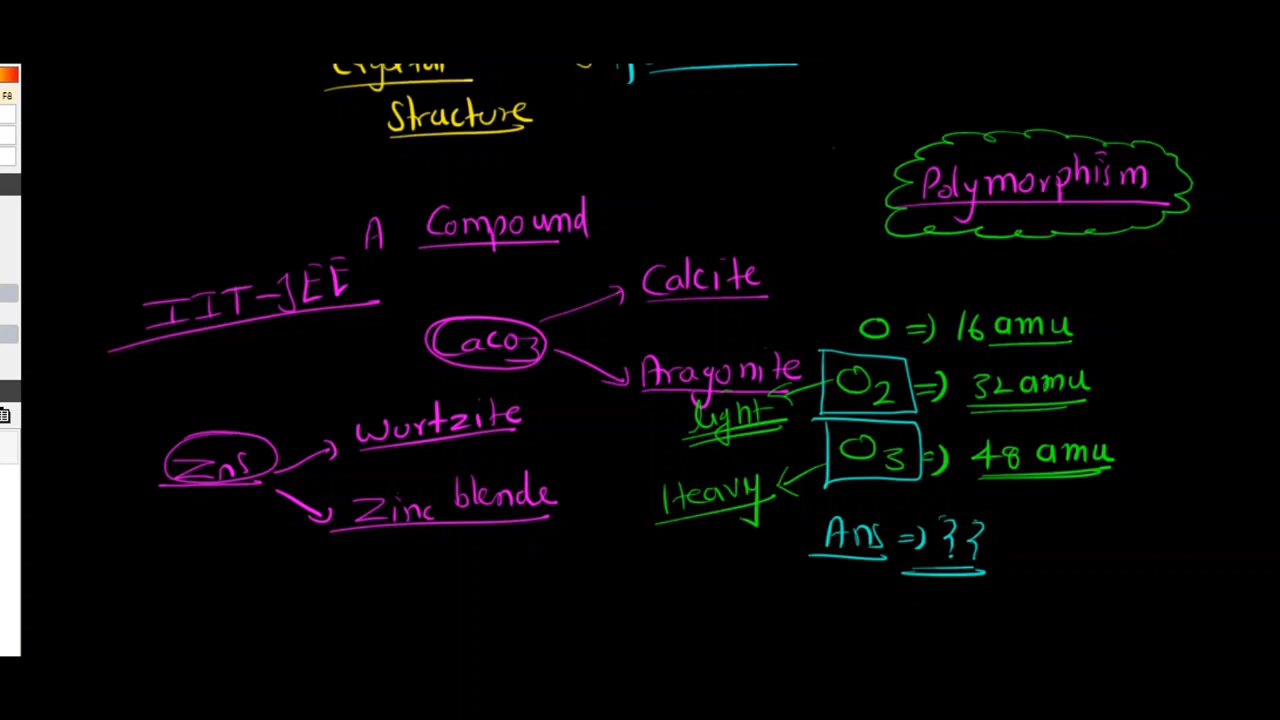 F8
Structure
Polymorphism
A Compound
IIT-JEE
Calcite
CaCO3
O => 16 amu
Aragonite
O2 => 32 amu
light
Wurtzite
O3 => 48 amu
ZnS
Heavy
Zinc blende
Ans => ??